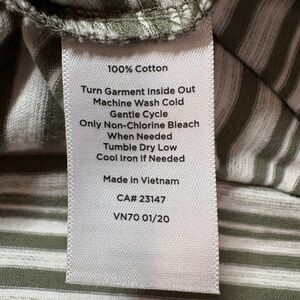 100% Cotton
Turn Garment Inside Out
Machine Wash Cold
Gentle Cycle
Only Non-Chlorine Bleach
When Needed
Tumble Dry Low
Cool Iron If Needed
Made in Vietnam
CA# 23147
VN70 01/20